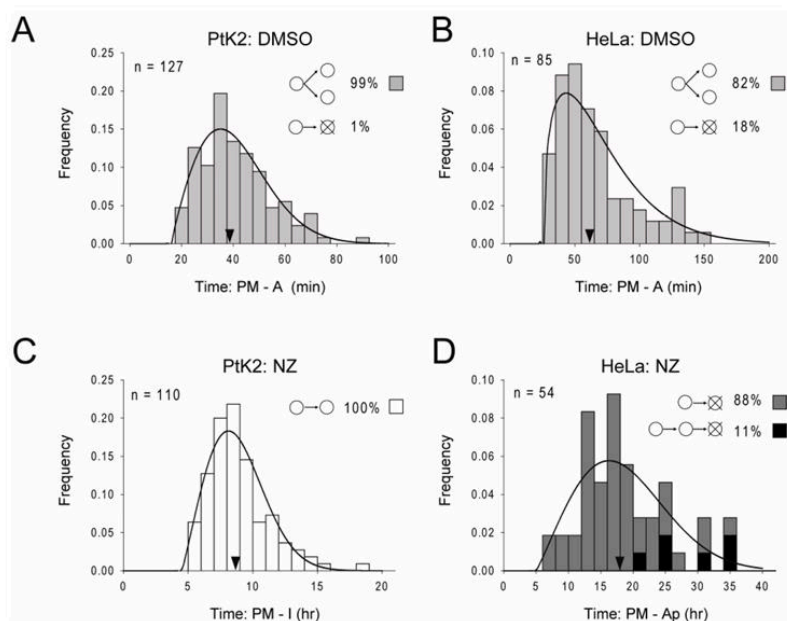 A
PtK2: DMSO
n = 127
99%
1%
Frequency
0.25
0.20
0.15
0.10
0.05
0.00
0 20 40 60 80 100
Time: PM - A (min)
B
HeLa: DMSO
n = 85
82%
18%
Frequency
0.10
0.08
0.06
0.04
0.02
0.00
0 50 100 150 200
Time: PM - A (min)
C
PtK2: NZ
n = 110
100%
Frequency
0.25
0.20
0.15
0.10
0.05
0.00
0 5 10 15 20
Time: PM - I (hr)
D
HeLa: NZ
n = 54
88%
11%
Frequency
0.10
0.08
0.06
0.04
0.02
0.00
0 5 10 15 20 25 30 35 40
Time: PM - Ap (hr)